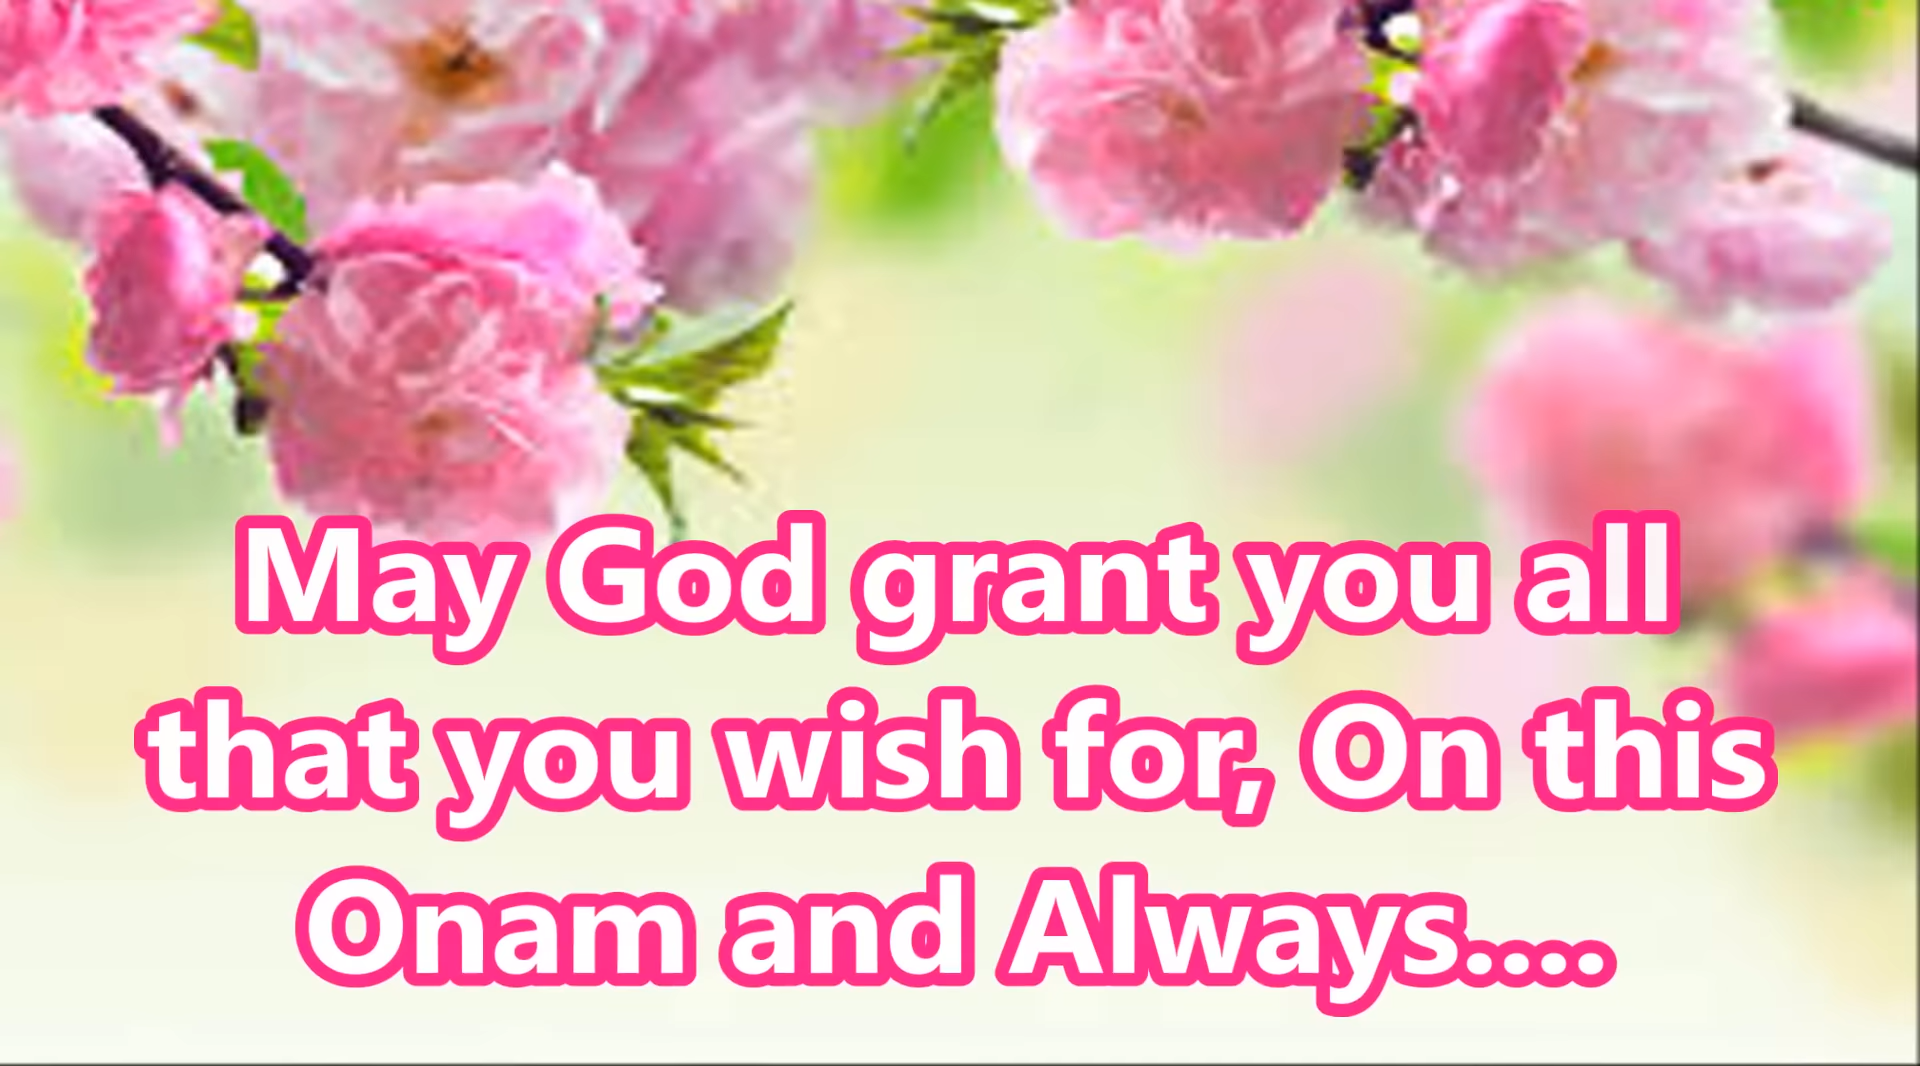 May God grant you all
that you wish for, On this
Onam and Always....